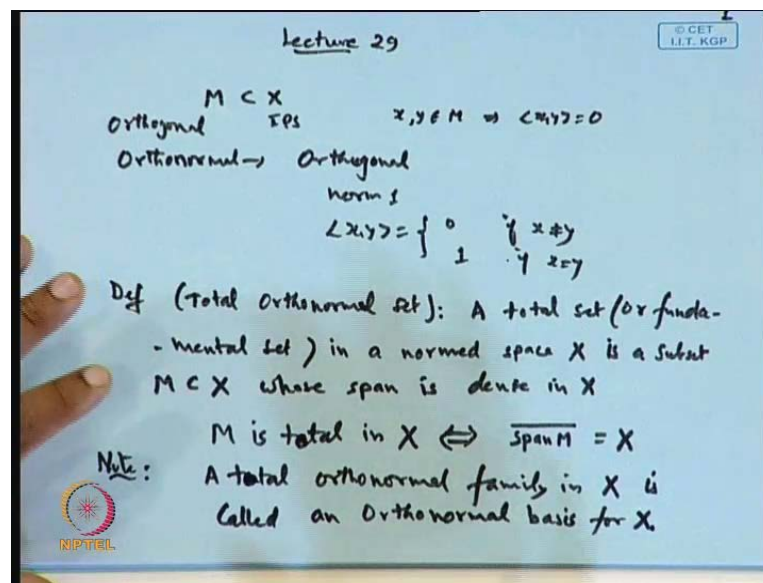 Lecture 29
© CET
I.I.T. KGP
M ⊂ X
Orthogonal IPS x, y ∈ M ⇒ <x,y> = 0
Orthonormal → Orthogonal
norm 1
<x,y> = { 0 if x ≠ y
1 if x = y
Def (Total Orthonormal set): A total set (or funda-
-mental set) in a normed space X is a subset
M ⊂ X whose span is dense in X
M is total in X ⇔ \overline{span M} = X
Note: A total orthonormal family in X is
called an Orthonormal basis for X.
NPTEL